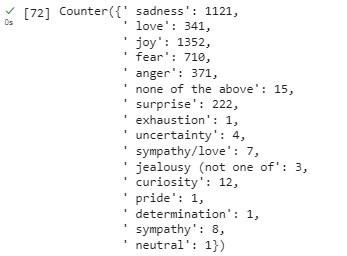 [72] Counter({' sadness': 1121,
0s ' love': 341,
' joy': 1352,
' fear': 710,
' anger': 371,
' none of the above': 15,
' surprise': 222,
' exhaustion': 1,
' uncertainty': 4,
' sympathy/love': 7,
' jealousy (not one of': 3,
' curiosity': 12,
' pride': 1,
' determination': 1,
' sympathy': 8,
' neutral': 1})